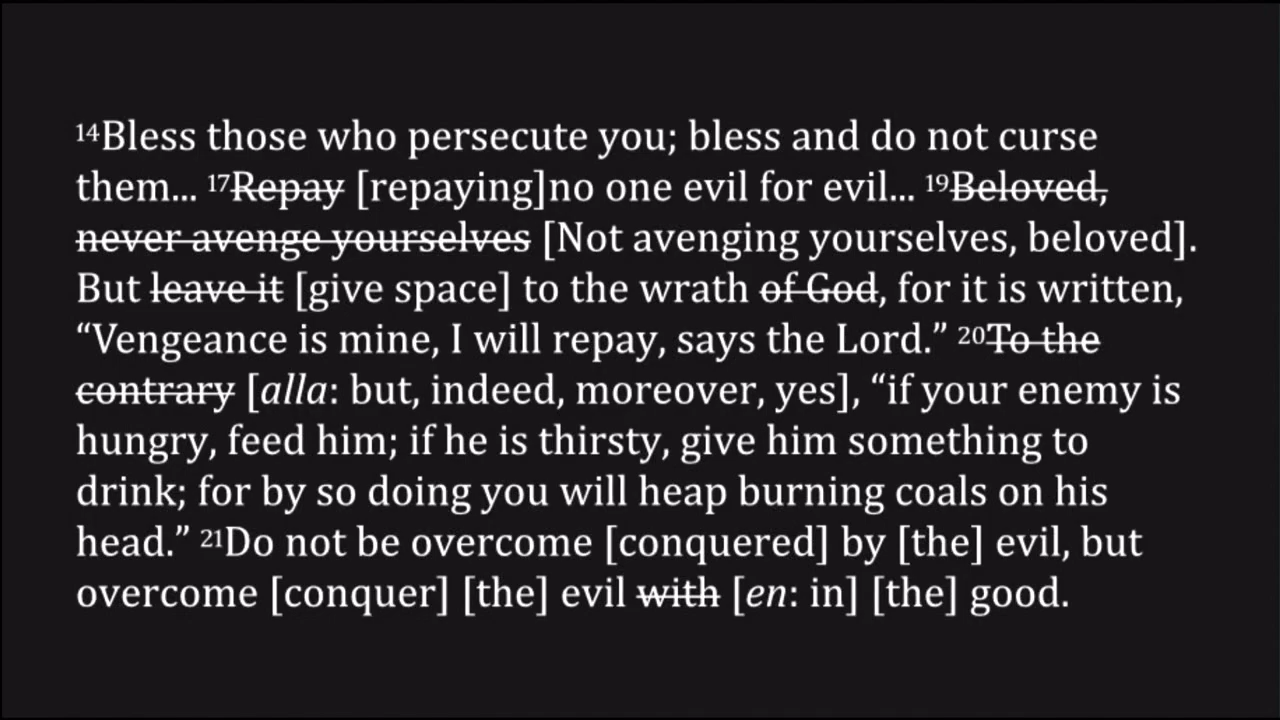 14Bless those who persecute you; bless and do not curse
them... 17Repay [repaying]no one evil for evil... 19Beloved,
never avenge yourselves [Not avenging yourselves, beloved].
But leave it [give space] to the wrath of God, for it is written,
“Vengeance is mine, I will repay, says the Lord.” 20To the
contrary [alla: but, indeed, moreover, yes], “if your enemy is
hungry, feed him; if he is thirsty, give him something to
drink; for by so doing you will heap burning coals on his
head.” 21Do not be overcome [conquered] by [the] evil, but
overcome [conquer] [the] evil with [en: in] [the] good.